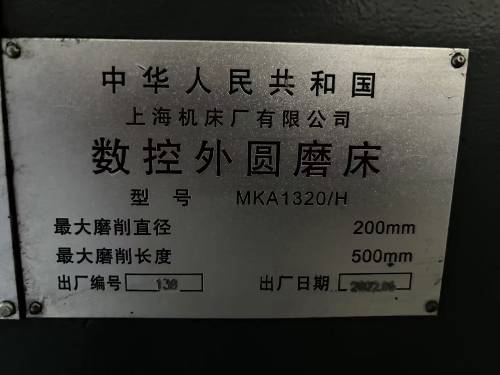 中华人民共和国
上海机床厂有限公司
数控外圆磨床
型号 MKA1320/H
最大磨削直径 200mm
最大磨削长度 500mm
出厂编号 138 出厂日期